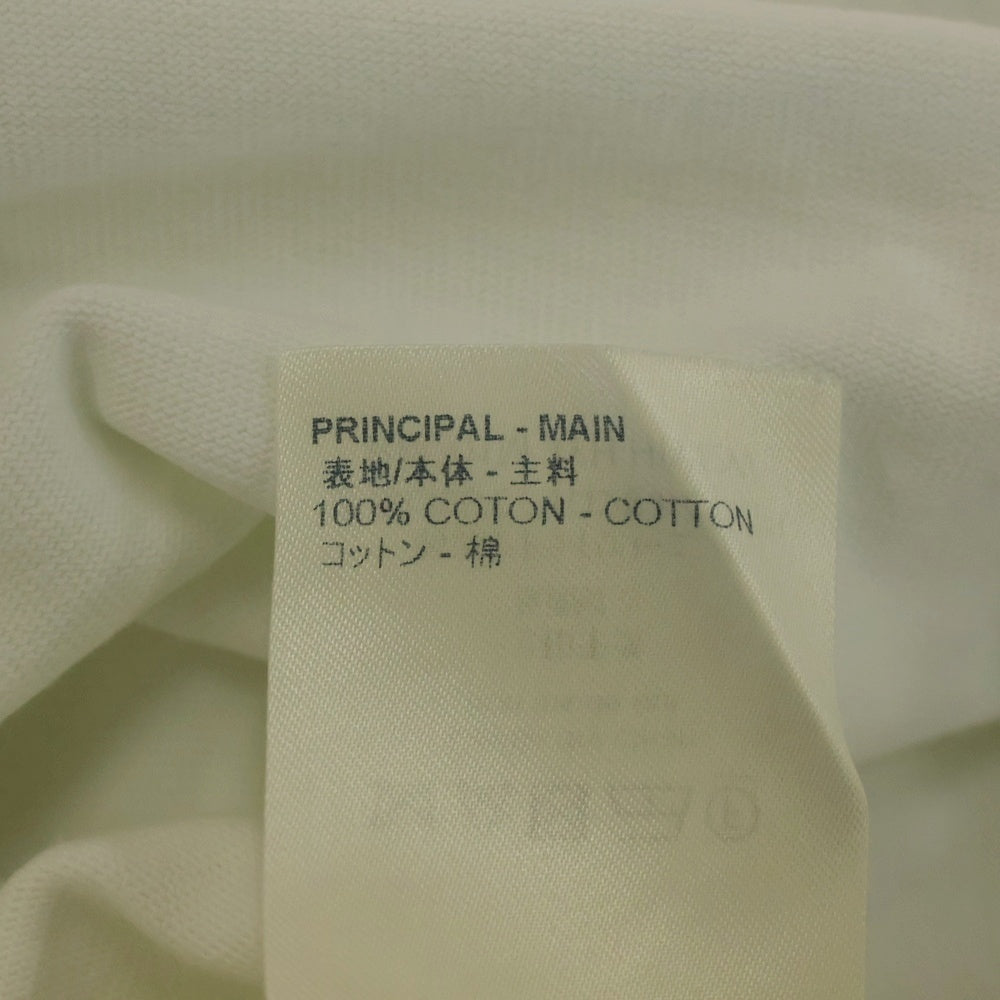 PRINCIPAL - MAIN
表地/本体 - 主料
100% COTON - COTTON
コットン - 棉